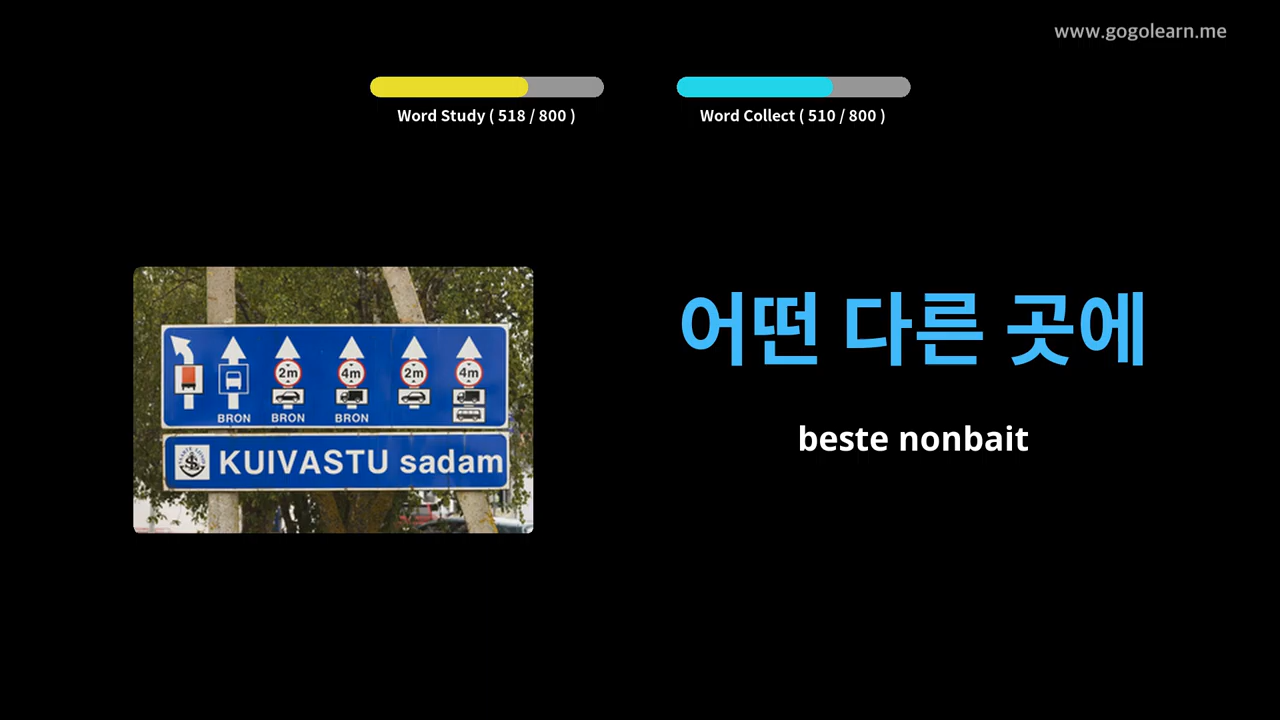 www.gogolearn.me
Word Study ( 518 / 800 )
Word Collect ( 510 / 800 )
어떤 다른 곳에
beste nonbait
2m 4m 2m 4m
BRON BRON BRON
KUIVASTU sadam